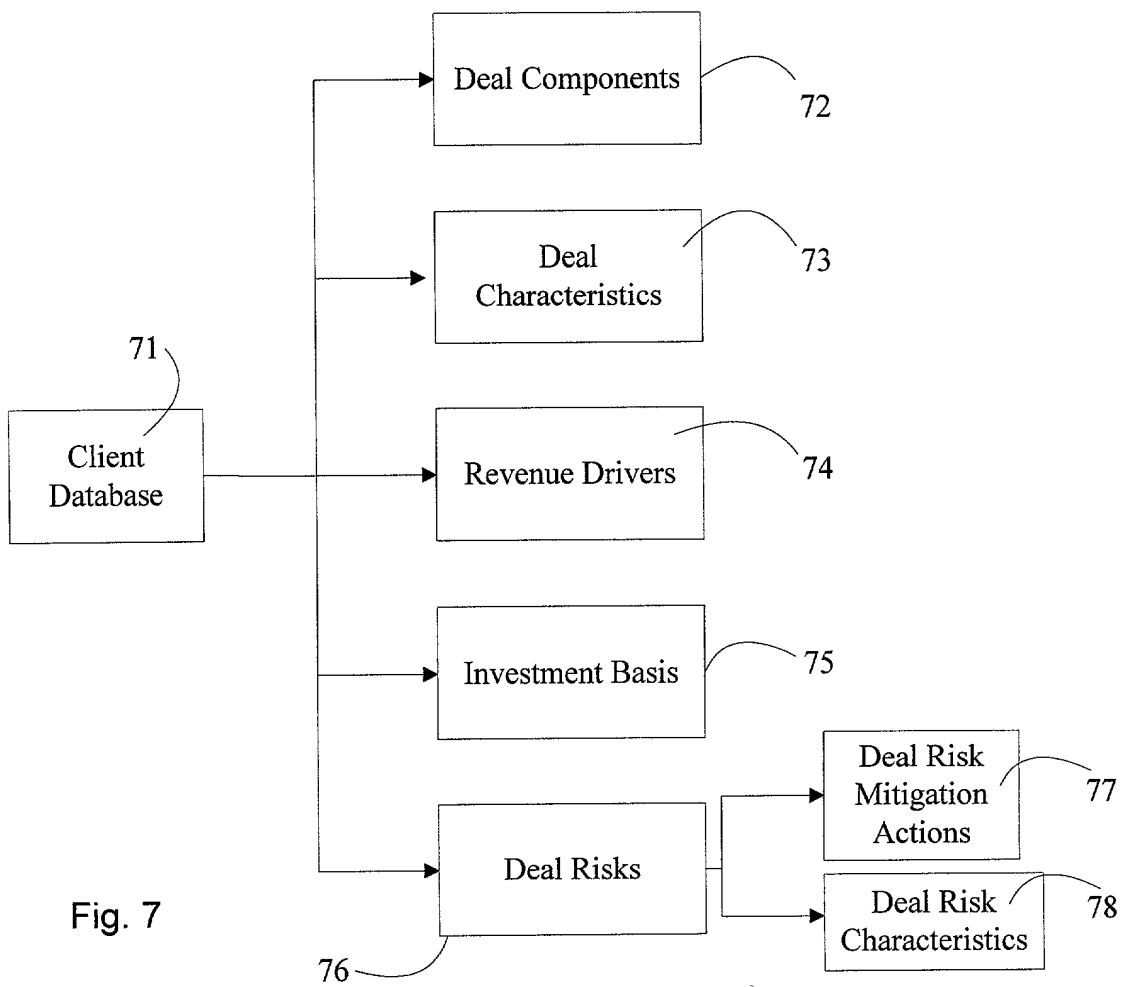 Deal Components
72
Deal
Characteristics
73
71
Client
Database
Revenue Drivers
74
Investment Basis
75
Deal Risk
Mitigation
Actions
77
Deal Risks
76
Deal Risk
Characteristics
78
Fig. 7